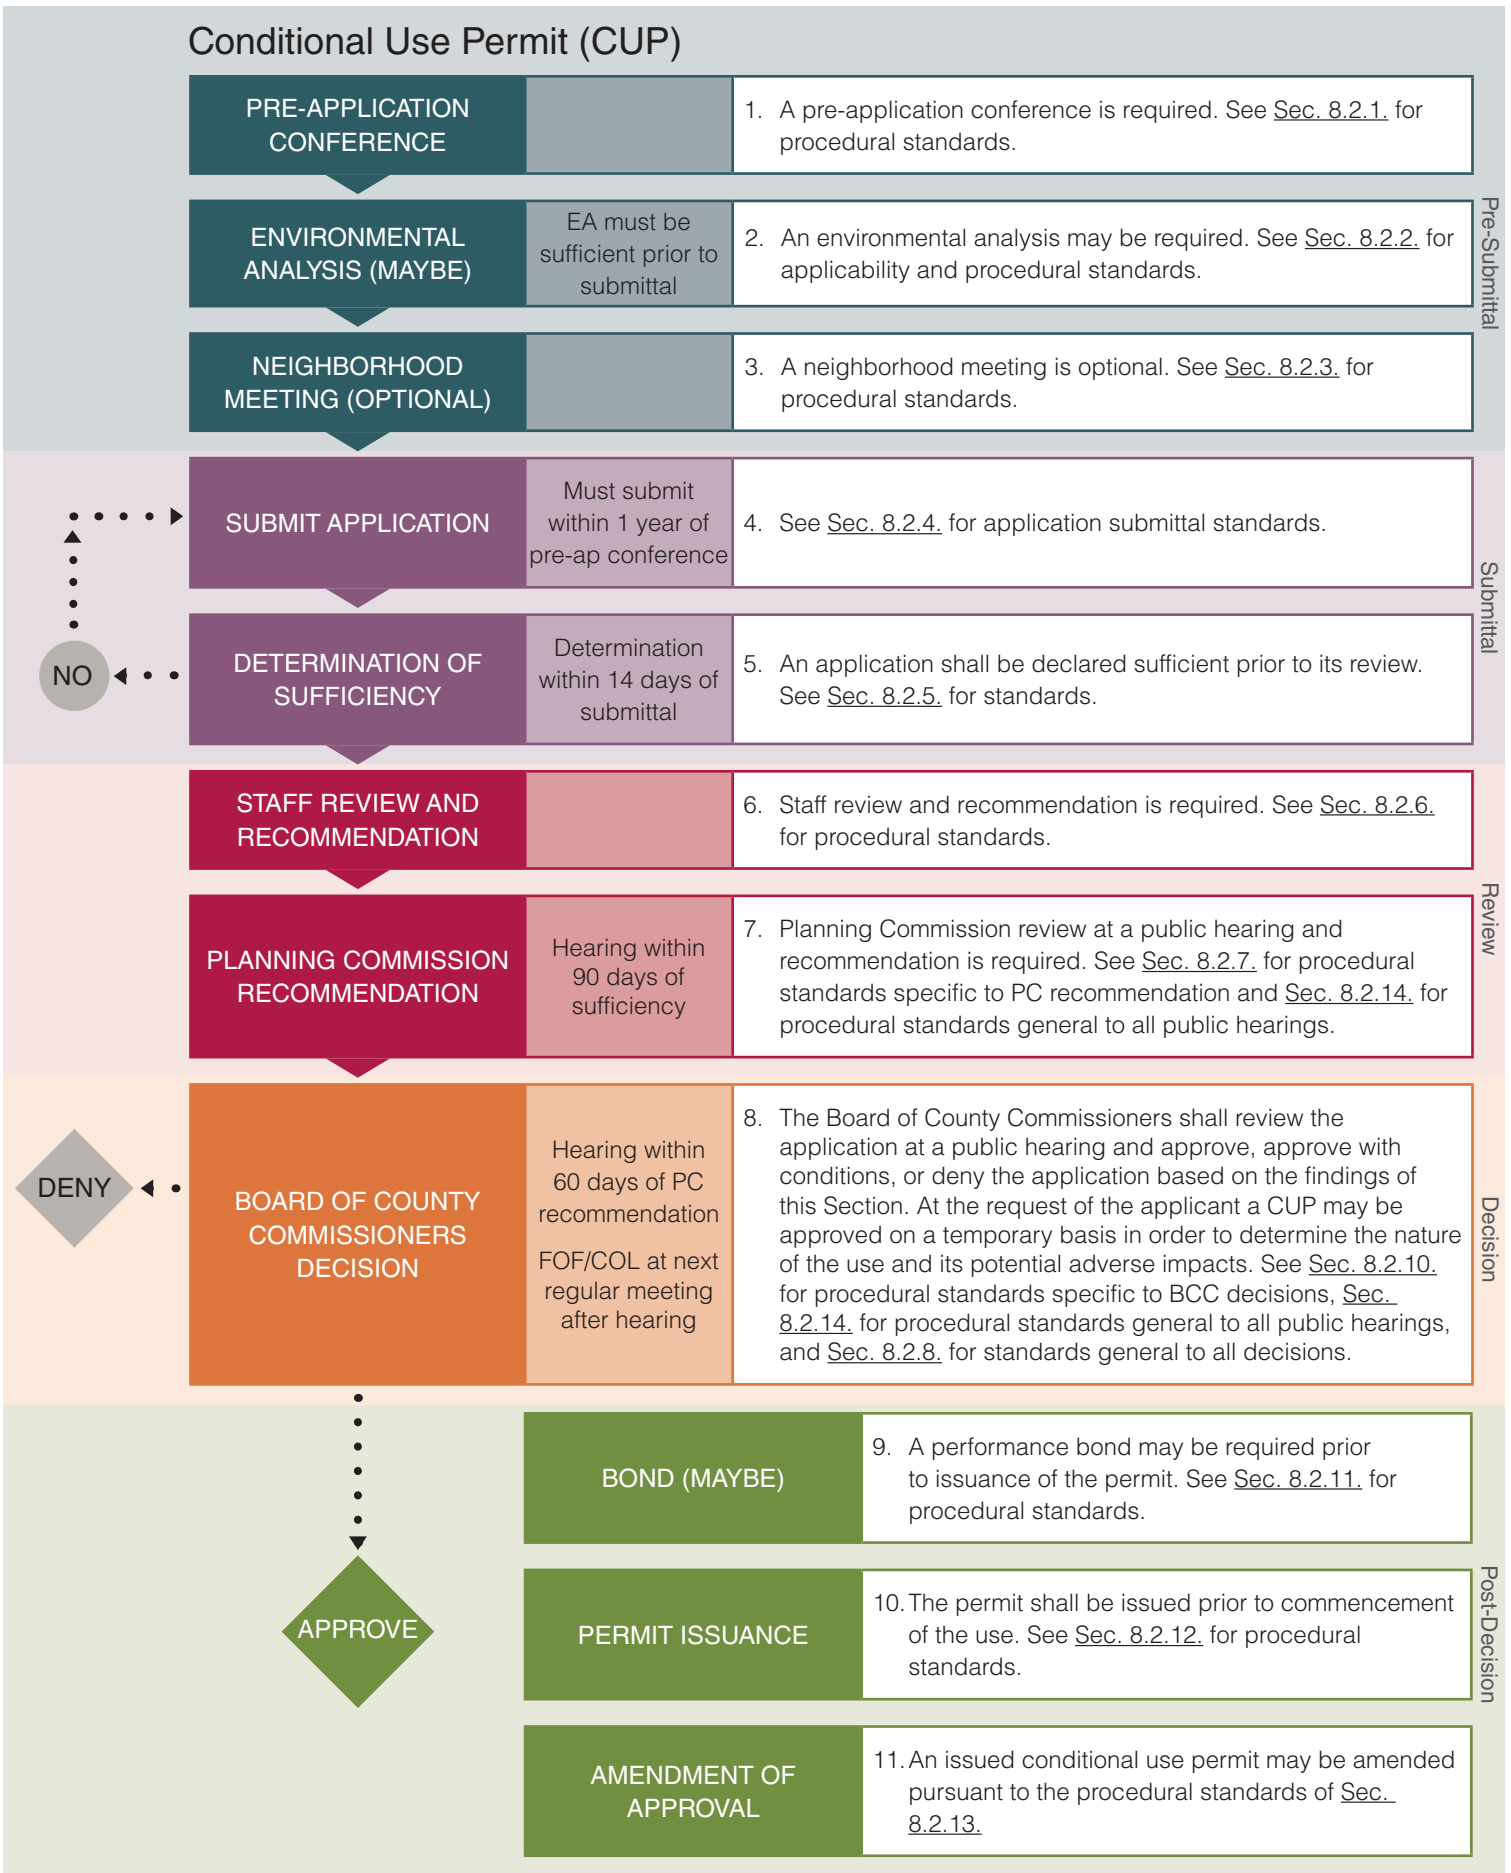 Conditional Use Permit (CUP)
PRE-APPLICATION
CONFERENCE
1. A pre-application conference is required. See Sec. 8.2.1. for
procedural standards.
ENVIRONMENTAL
ANALYSIS (MAYBE)
EA must be
sufficient prior to
submittal
2. An environmental analysis may be required. See Sec. 8.2.2. for
applicability and procedural standards.
NEIGHBORHOOD
MEETING (OPTIONAL)
3. A neighborhood meeting is optional. See Sec. 8.2.3. for
procedural standards.
Pre-Submittal
SUBMIT APPLICATION
Must submit
within 1 year of
pre-ap conference
4. See Sec. 8.2.4. for application submittal standards.
NO
DETERMINATION OF
SUFFICIENCY
Determination
within 14 days of
submittal
5. An application shall be declared sufficient prior to its review.
See Sec. 8.2.5. for standards.
Submittal
STAFF REVIEW AND
RECOMMENDATION
6. Staff review and recommendation is required. See Sec. 8.2.6.
for procedural standards.
PLANNING COMMISSION
RECOMMENDATION
Hearing within
90 days of
sufficiency
7. Planning Commission review at a public hearing and
recommendation is required. See Sec. 8.2.7. for procedural
standards specific to PC recommendation and Sec. 8.2.14. for
procedural standards general to all public hearings.
Review
DENY
BOARD OF COUNTY
COMMISSIONERS
DECISION
Hearing within
60 days of PC
recommendation
FOF/COL at next
regular meeting
after hearing
8. The Board of County Commissioners shall review the
application at a public hearing and approve, approve with
conditions, or deny the application based on the findings of
this Section. At the request of the applicant a CUP may be
approved on a temporary basis in order to determine the nature
of the use and its potential adverse impacts. See Sec. 8.2.10.
for procedural standards specific to BCC decisions, Sec.
8.2.14. for procedural standards general to all public hearings,
and Sec. 8.2.8. for standards general to all decisions.
Decision
APPROVE
BOND (MAYBE)
9. A performance bond may be required prior
to issuance of the permit. See Sec. 8.2.11. for
procedural standards.
PERMIT ISSUANCE
10. The permit shall be issued prior to commencement
of the use. See Sec. 8.2.12. for procedural
standards.
AMENDMENT OF
APPROVAL
11. An issued conditional use permit may be amended
pursuant to the procedural standards of Sec.
8.2.13.
Post-Decision